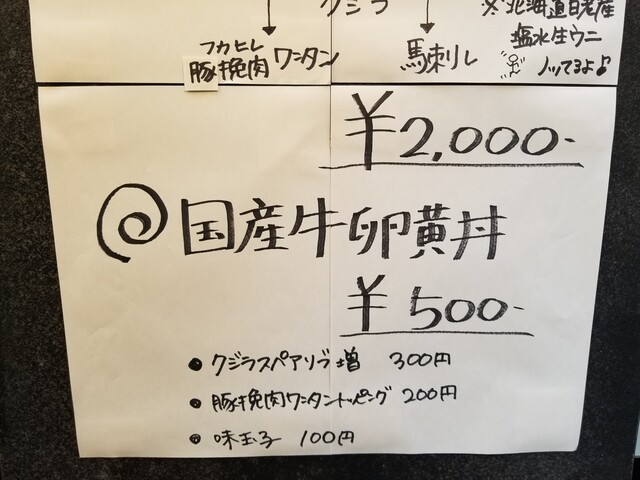 クジラ
※北海道白老産
塩水生ウニ
ノッてるよ♪
フカヒレ
豚挽肉 ワンタン
馬刺し
¥2,000-
国産牛卵黄丼
¥500-
● クジラスペアリブ増 300円
● 豚挽肉ワンタントッピング 200円
● 味玉子 100円